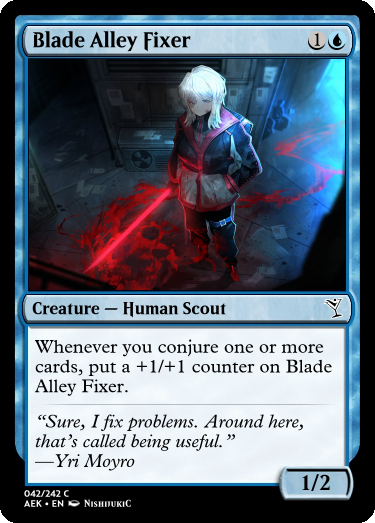 Blade Alley Fixer 1
Creature — Human Scout
Whenever you conjure one or more
cards, put a +1/+1 counter on Blade
Alley Fixer.
“Sure, I fix problems. Around here,
that’s called being useful.”
—Yri Moyro
1/2
042/242 C
AEK • EN NishijukiC